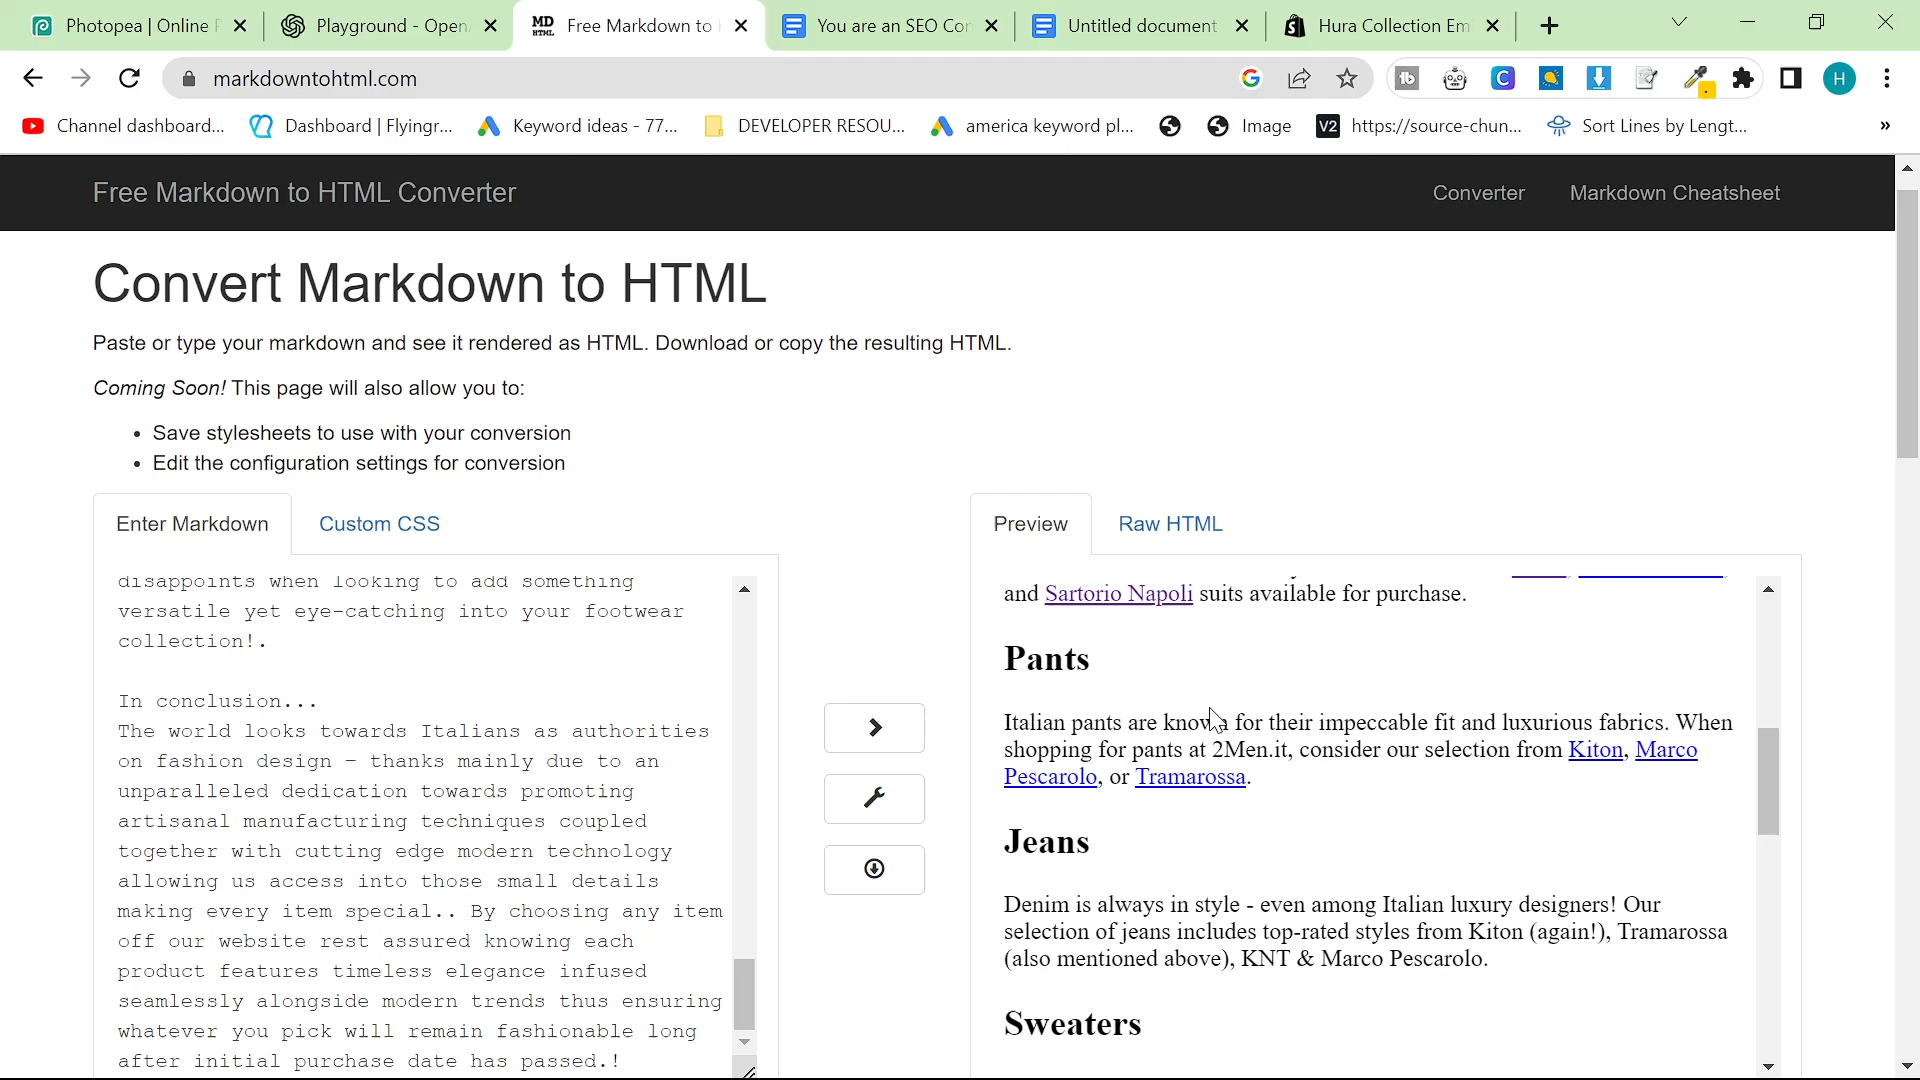 Photopea | Online
Playground - Open
MD HTML Free Markdown to
You are an SEO Con
Untitled document
Hura Collection Em
markdowntohtml.com
Channel dashboard...
Dashboard | Flyingr...
Keyword ideas - 77...
DEVELOPER RESOU...
america keyword pl...
Image
V2 https://source-chun...
Sort Lines by Lengt...
»
H
Free Markdown to HTML Converter
Converter
Markdown Cheatsheet
Convert Markdown to HTML
Paste or type your markdown and see it rendered as HTML. Download or copy the resulting HTML.
Coming Soon! This page will also allow you to:
• Save stylesheets to use with your conversion
• Edit the configuration settings for conversion
Enter Markdown
Custom CSS
disappoints when looking to add something
versatile yet eye-catching into your footwear
collection!.
In conclusion...
The world looks towards Italians as authorities
on fashion design – thanks mainly due to an
unparalleled dedication towards promoting
artisanal manufacturing techniques coupled
together with cutting edge modern technology
allowing us access into those small details
making every item special.. By choosing any item
off our website rest assured knowing each
product features timeless elegance infused
seamlessly alongside modern trends thus ensuring
whatever you pick will remain fashionable long
after initial purchase date has passed.!
Preview
Raw HTML
and Sartorio Napoli suits available for purchase.
Pants
Italian pants are known for their impeccable fit and luxurious fabrics. When
shopping for pants at 2Men.it, consider our selection from Kiton, Marco
Pescarolo, or Tramarossa.
Jeans
Denim is always in style - even among Italian luxury designers! Our
selection of jeans includes top-rated styles from Kiton (again!), Tramarossa
(also mentioned above), KNT & Marco Pescarolo.
Sweaters